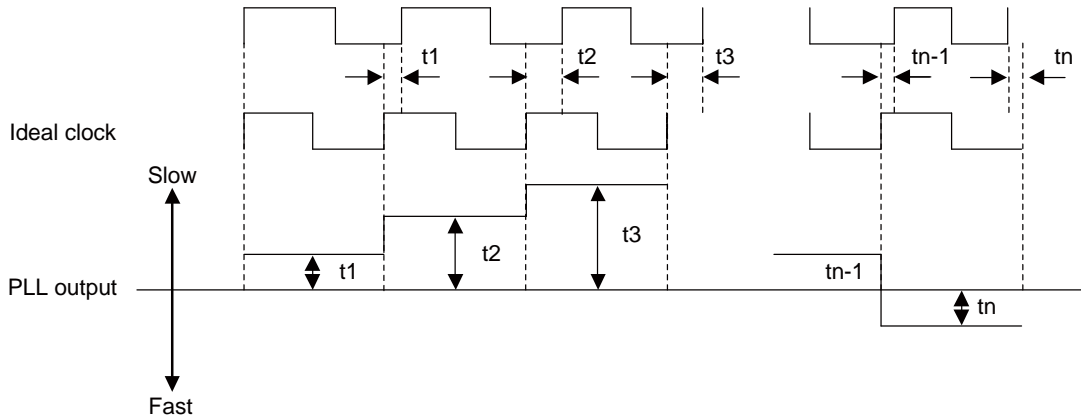 t1 t2 t3 tn-1 tn
Ideal clock
Slow
t1 t2 t3 tn-1 tn
PLL output
Fast